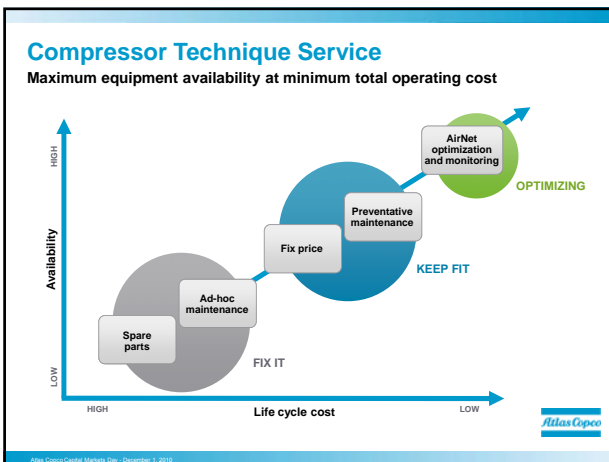 Compressor Technique Service
Maximum equipment availability at minimum total operating cost
HIGH
AirNet
optimization
and monitoring
OPTIMIZING
Preventative
maintenance
Availability
Fix price
KEEP FIT
Ad-hoc
maintenance
Spare
parts
FIX IT
LOW
HIGH
Life cycle cost
LOW
Atlas Copco
Atlas Copco Capital Markets Day - December 1, 2010